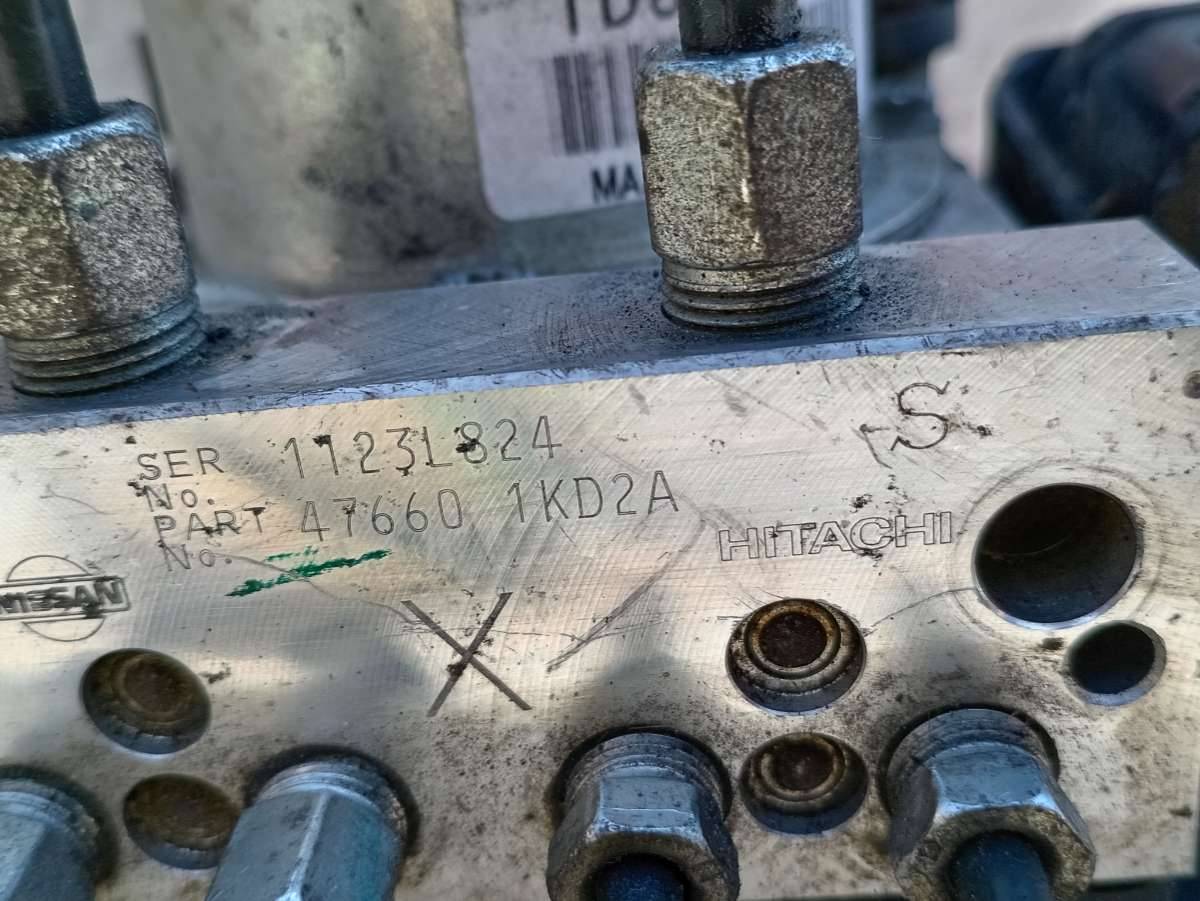 MA
S
SER 1123L824
No.
PART 47660 1KD2A
No.
HITACHI
NISSAN
X